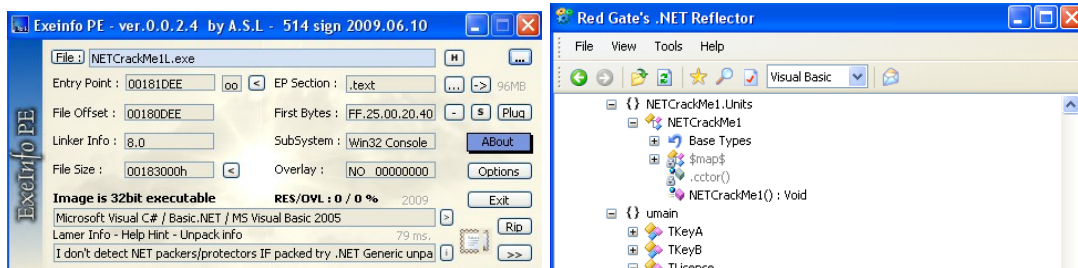 Exeinfo PE - ver.0.0.2.4 by A.S.L - 514 sign 2009.06.10
File : NETCrackMe1L.exe H ...
Entry Point : 00181DEE oo < EP Section : .text ... -> 96MB
File Offset : 00180DEE First Bytes : FF.25.00.20.40 - S Plug
Linker Info : 8.0 SubSystem : Win32 Console ABout
File Size : 00183000h < Overlay : NO 00000000 Options
Image is 32bit executable RES/OVL : 0 / 0 % 2009 Exit
Microsoft Visual C# / Basic.NET / MS Visual Basic 2005 >
Lamer Info - Help Hint - Unpack info 79 ms. Rip
I don't detect NET packers/protectors IF packed try .NET Generic unpa i >>
ExeInfo PE
Red Gate's .NET Reflector
File View Tools Help
Visual Basic
{} NETCrackMe1.Units
NETCrackMe1
Base Types
$map$
.cctor()
NETCrackMe1() : Void
{} umain
TKeyA
TKeyB
TLicense